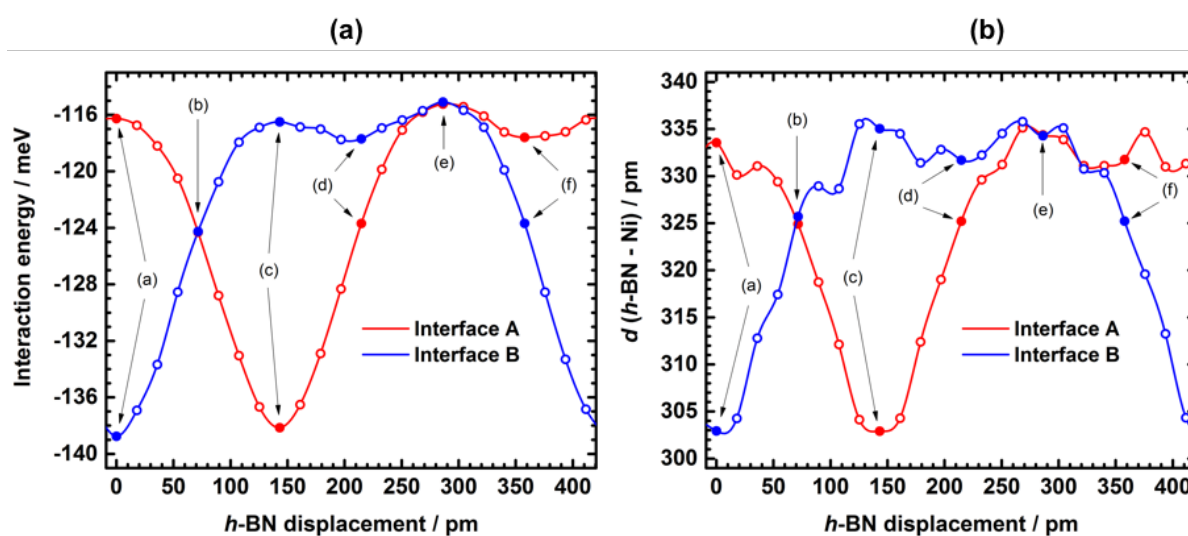 (a)
(b)
Interaction energy / meV
-116
-120
-124
-128
-132
-136
-140
(a)
(b)
(c)
(d)
(e)
(f)
Interface A
Interface B
0 50 100 150 200 250 300 350 400
h-BN displacement / pm
d (h-BN - Ni) / pm
340
335
330
325
320
315
310
305
300
(a)
(b)
(c)
(d)
(e)
(f)
Interface A
Interface B
0 50 100 150 200 250 300 350 400
h-BN displacement / pm